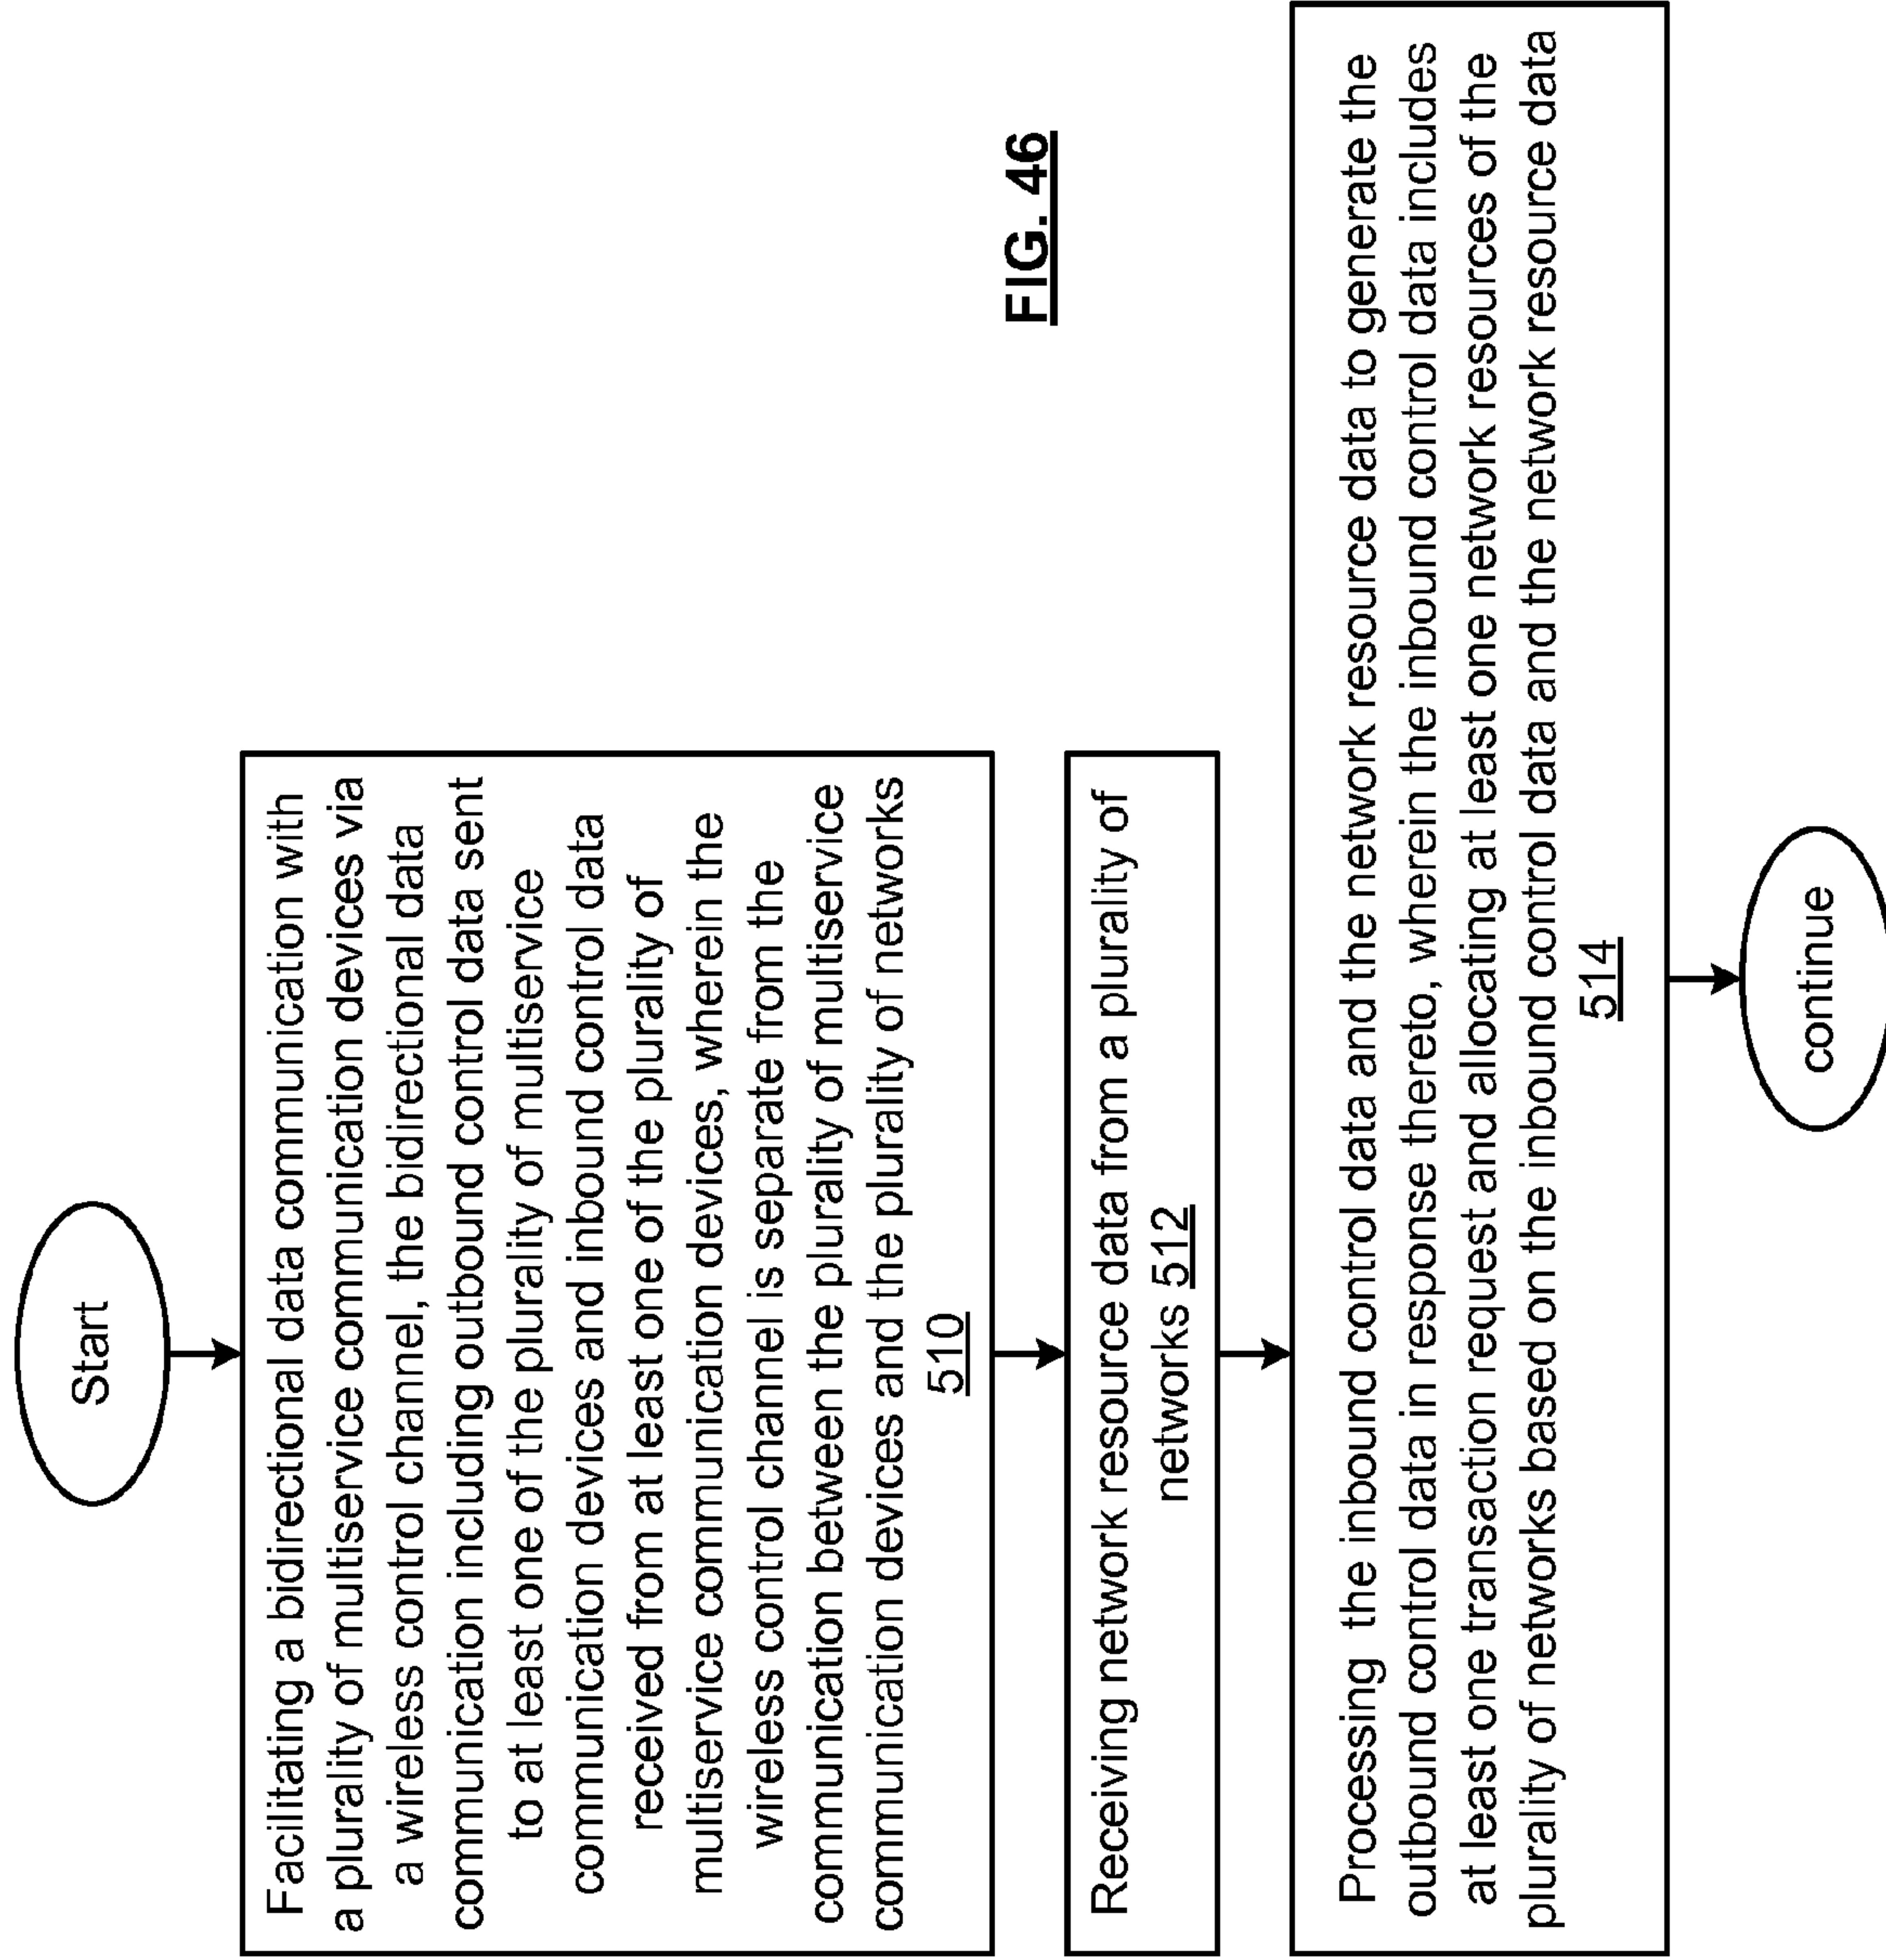 Start
Facilitating a bidirectional data communication with
a plurality of multiservice communication devices via
a wireless control channel, the bidirectional data
communication including outbound control data sent
to at least one of the plurality of multiservice
communication devices and inbound control data
received from at least one of the plurality of
multiservice communication devices, wherein the
wireless control channel is separate from the
communication between the plurality of multiservice
communication devices and the plurality of networks
510
FIG. 46
Receiving network resource data from a plurality of
networks 512
Processing the inbound control data and the network resource data to generate the
outbound control data in response thereto, wherein the inbound control data includes
at least one transaction request and allocating at least one network resources of the
plurality of networks based on the inbound control data and the network resource data
514
continue